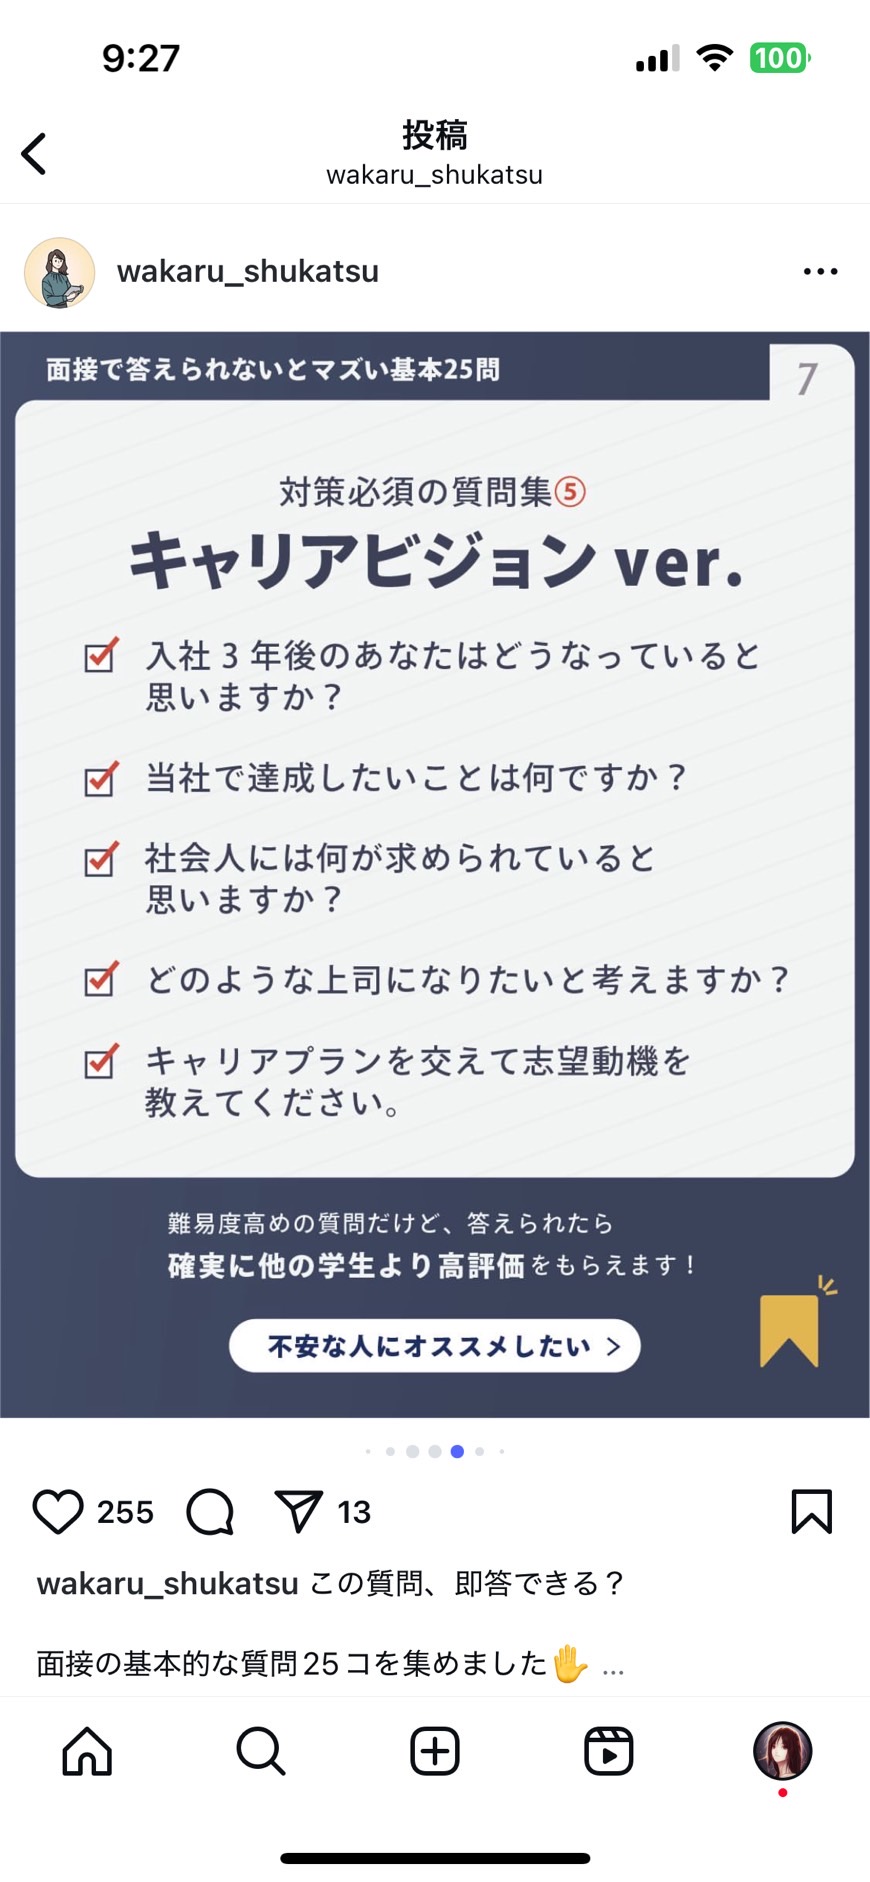 9:27
100
投稿
wakaru_shukatsu
wakaru_shukatsu
面接で答えられないとマズい基本25問
7
対策必須の質問集⑤
キャリアビジョン ver.
入社３年後のあなたはどうなっていると
思いますか？
当社で達成したいことは何ですか？
社会人には何が求められていると
思いますか？
どのような上司になりたいと考えますか？
キャリアプランを交えて志望動機を
教えてください。
難易度高めの質問だけど、答えられたら
確実に他の学生より高評価をもらえます！
不安な人にオススメしたい >
255
13
wakaru_shukatsu この質問、即答できる？
面接の基本的な質問25コを集めました✋ ...